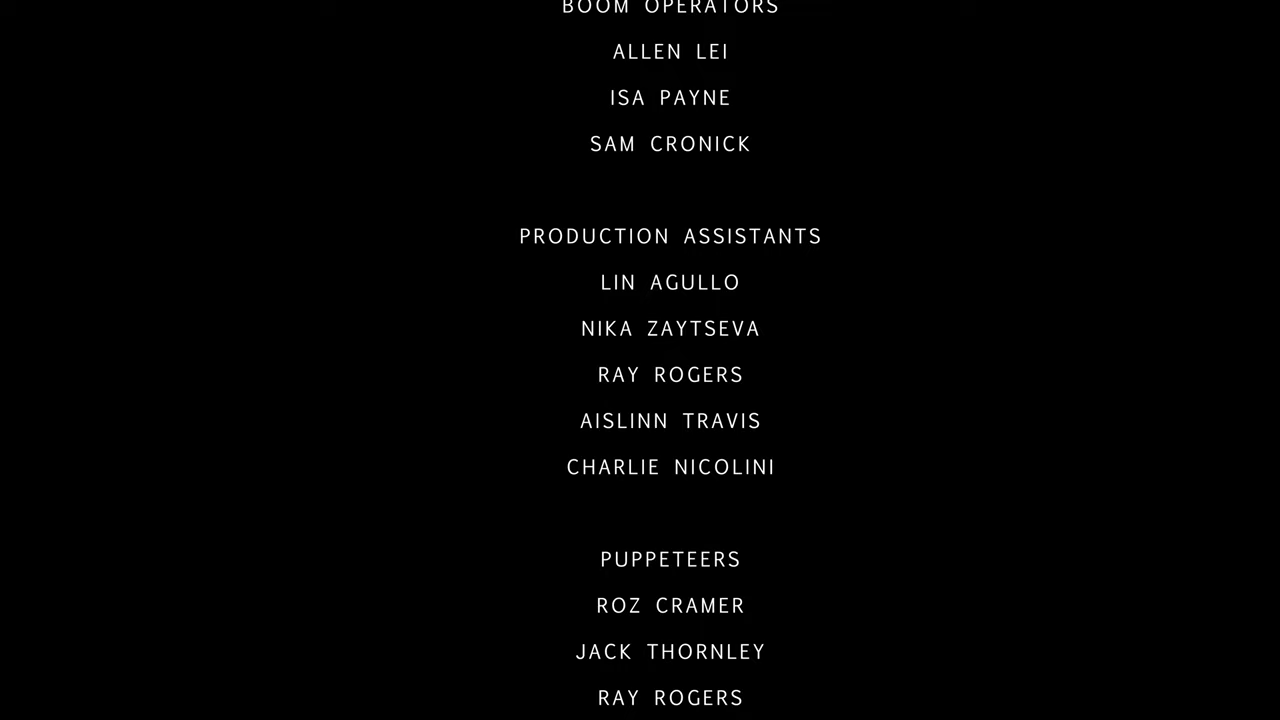 BOOM OPERATORS
ALLEN LEI
ISA PAYNE
SAM CRONICK
PRODUCTION ASSISTANTS
LIN AGULLO
NIKA ZAYTSEVA
RAY ROGERS
AISLINN TRAVIS
CHARLIE NICOLINI
PUPPETEERS
ROZ CRAMER
JACK THORNLEY
RAY ROGERS